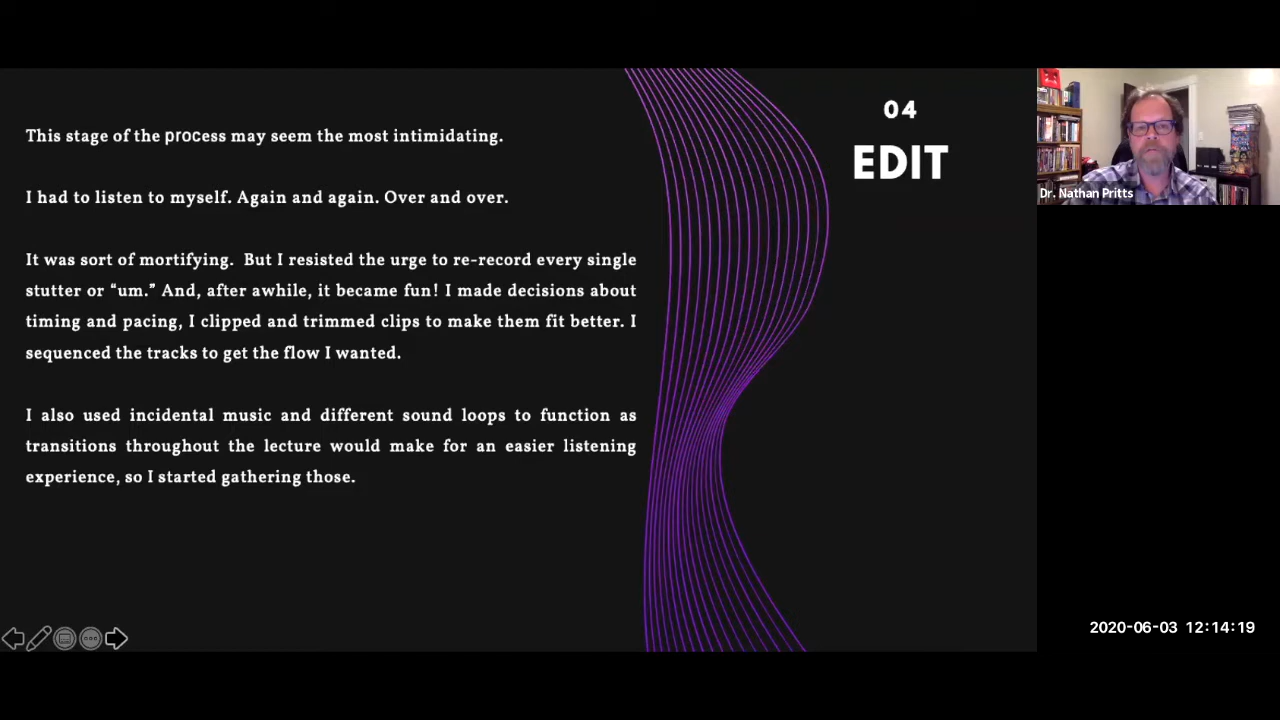 This stage of the process may seem the most intimidating.
I had to listen to myself. Again and again. Over and over.
It was sort of mortifying.  But I resisted the urge to re-record every single
stutter or “um.” And, after awhile, it became fun! I made decisions about
timing and pacing, I clipped and trimmed clips to make them fit better. I
sequenced the tracks to get the flow I wanted.
I also used incidental music and different sound loops to function as
transitions throughout the lecture would make for an easier listening
experience, so I started gathering those.
04
EDIT
Dr. Nathan Pritts
2020-06-03 12:14:19